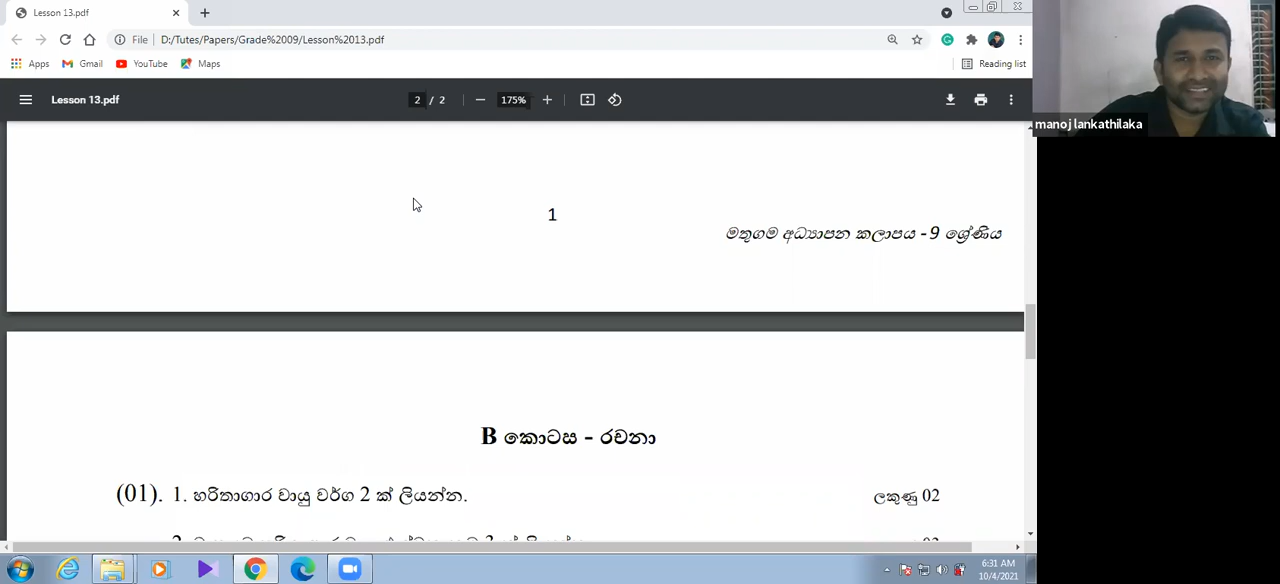 Lesson 13.pdf
File
D:/Tutes/Papers/Grade%2009/Lesson%2013.pdf
Apps
Gmail
YouTube
Maps
Reading list
Lesson 13.pdf
2 / 2
175%
manoj lankathilaka
1
මතුගම අධ්‍යාපන කලාපය - 9 ශ්‍රේණිය
B කොටස - රචනා
(01). 1. හරිතාගාර වායු වර්ග 2 ක් ලියන්න.
ලකුණු 02
6:31 AM
10/4/2021